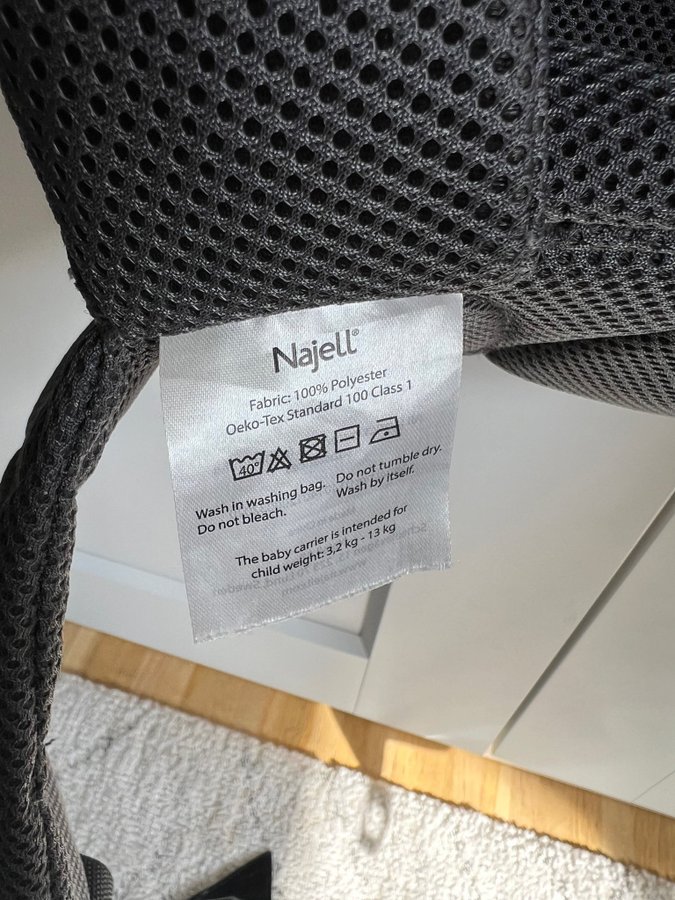 Najell®
Fabric: 100% Polyester
Oeko-Tex Standard 100 Class 1
40°
Wash in washing bag. Do not tumble dry.
Do not bleach. Wash by itself.
The baby carrier is intended for
child weight: 3,2 kg - 13 kg